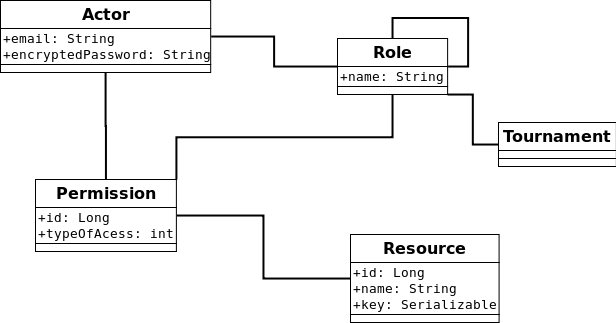 Actor
+email: String
+encryptedPassword: String
Role
+name: String
Tournament
Permission
+id: Long
+typeOfAcess: int
Resource
+id: Long
+name: String
+key: Serializable